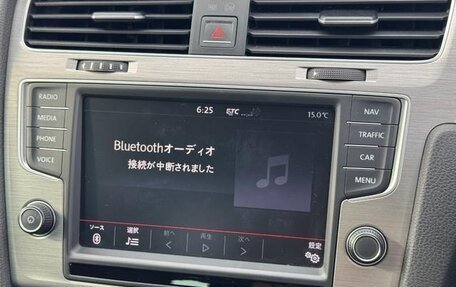 RADIO
MEDIA
PHONE
VOICE
6:25
15.0℃
Bluetoothオーディオ
接続が中断されました
ソース
選択
前へ
再生
次へ
設定
NAV
TRAFFIC
CAR
MENU